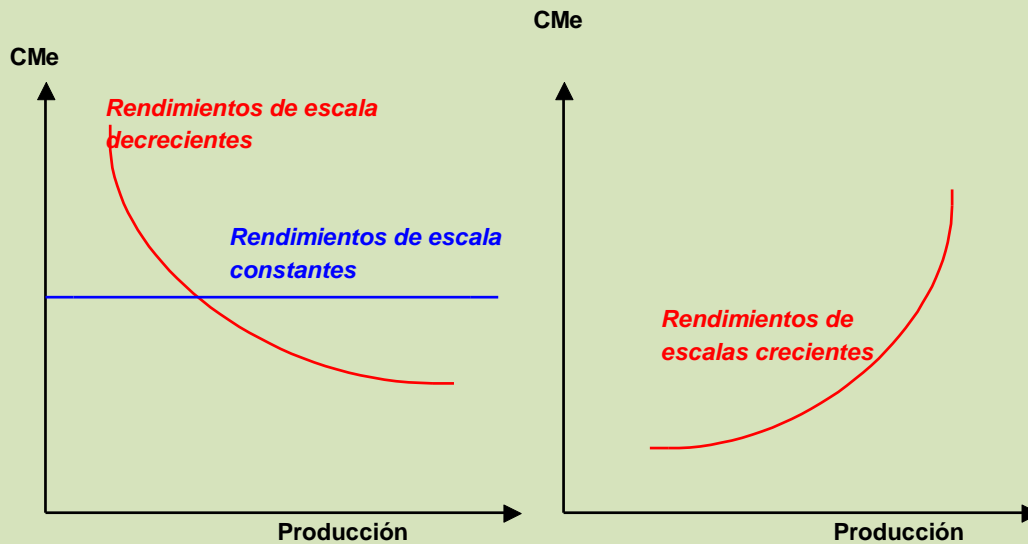 CMe
Rendimientos de escala
decrecientes
Rendimientos de escala
constantes
Producción
CMe
Rendimientos de
escalas crecientes
Producción